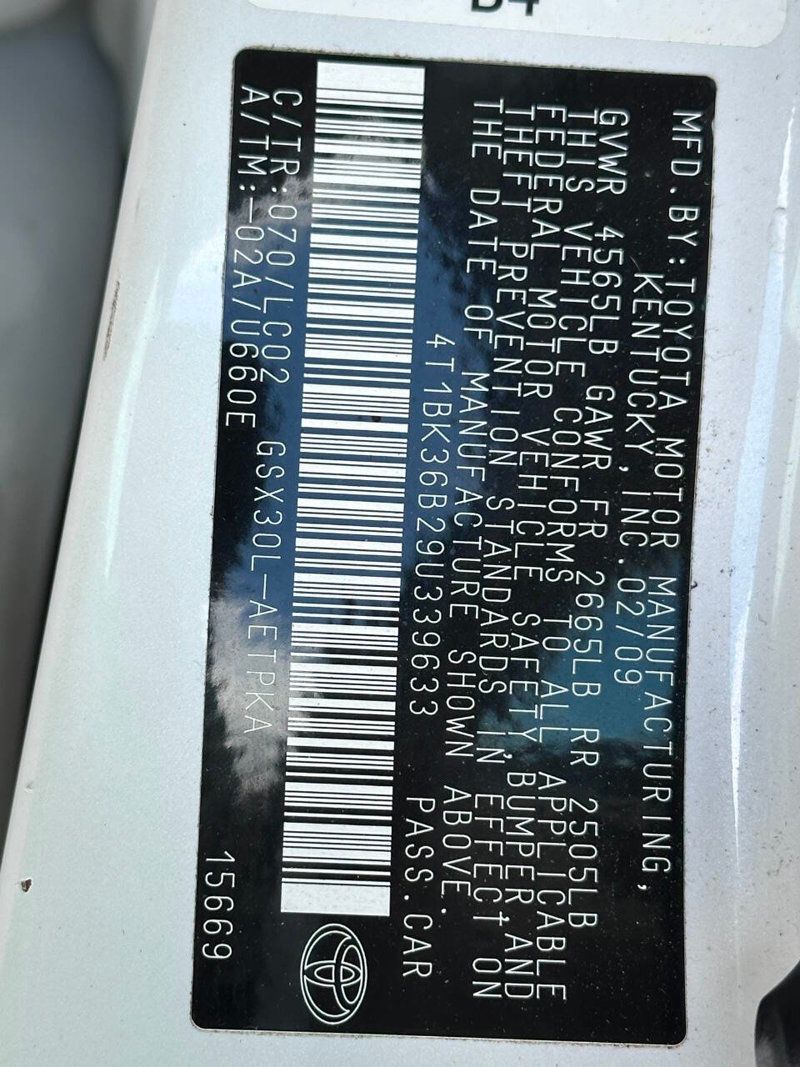 MFD.BY:TOYOTA MOTOR MANUFACTURING,
KENTUCKY,INC.02/09
GVWR 4565LB GAWR FR 2665LB RR 2505LB
THIS VEHICLE CONFORMS TO ALL APPLICABLE
FEDERAL MOTOR VEHICLE SAFETY,BUMPER,AND
THEFT PREVENTION STANDARDS IN EFFECT ON
THE DATE OF MANUFACTURE SHOWN ABOVE.
4T1BK36B29U339633 PASS.CAR
C/TR:070/LC02 GSX30L-AETPKA
A/TM:-02A/U660E 15669